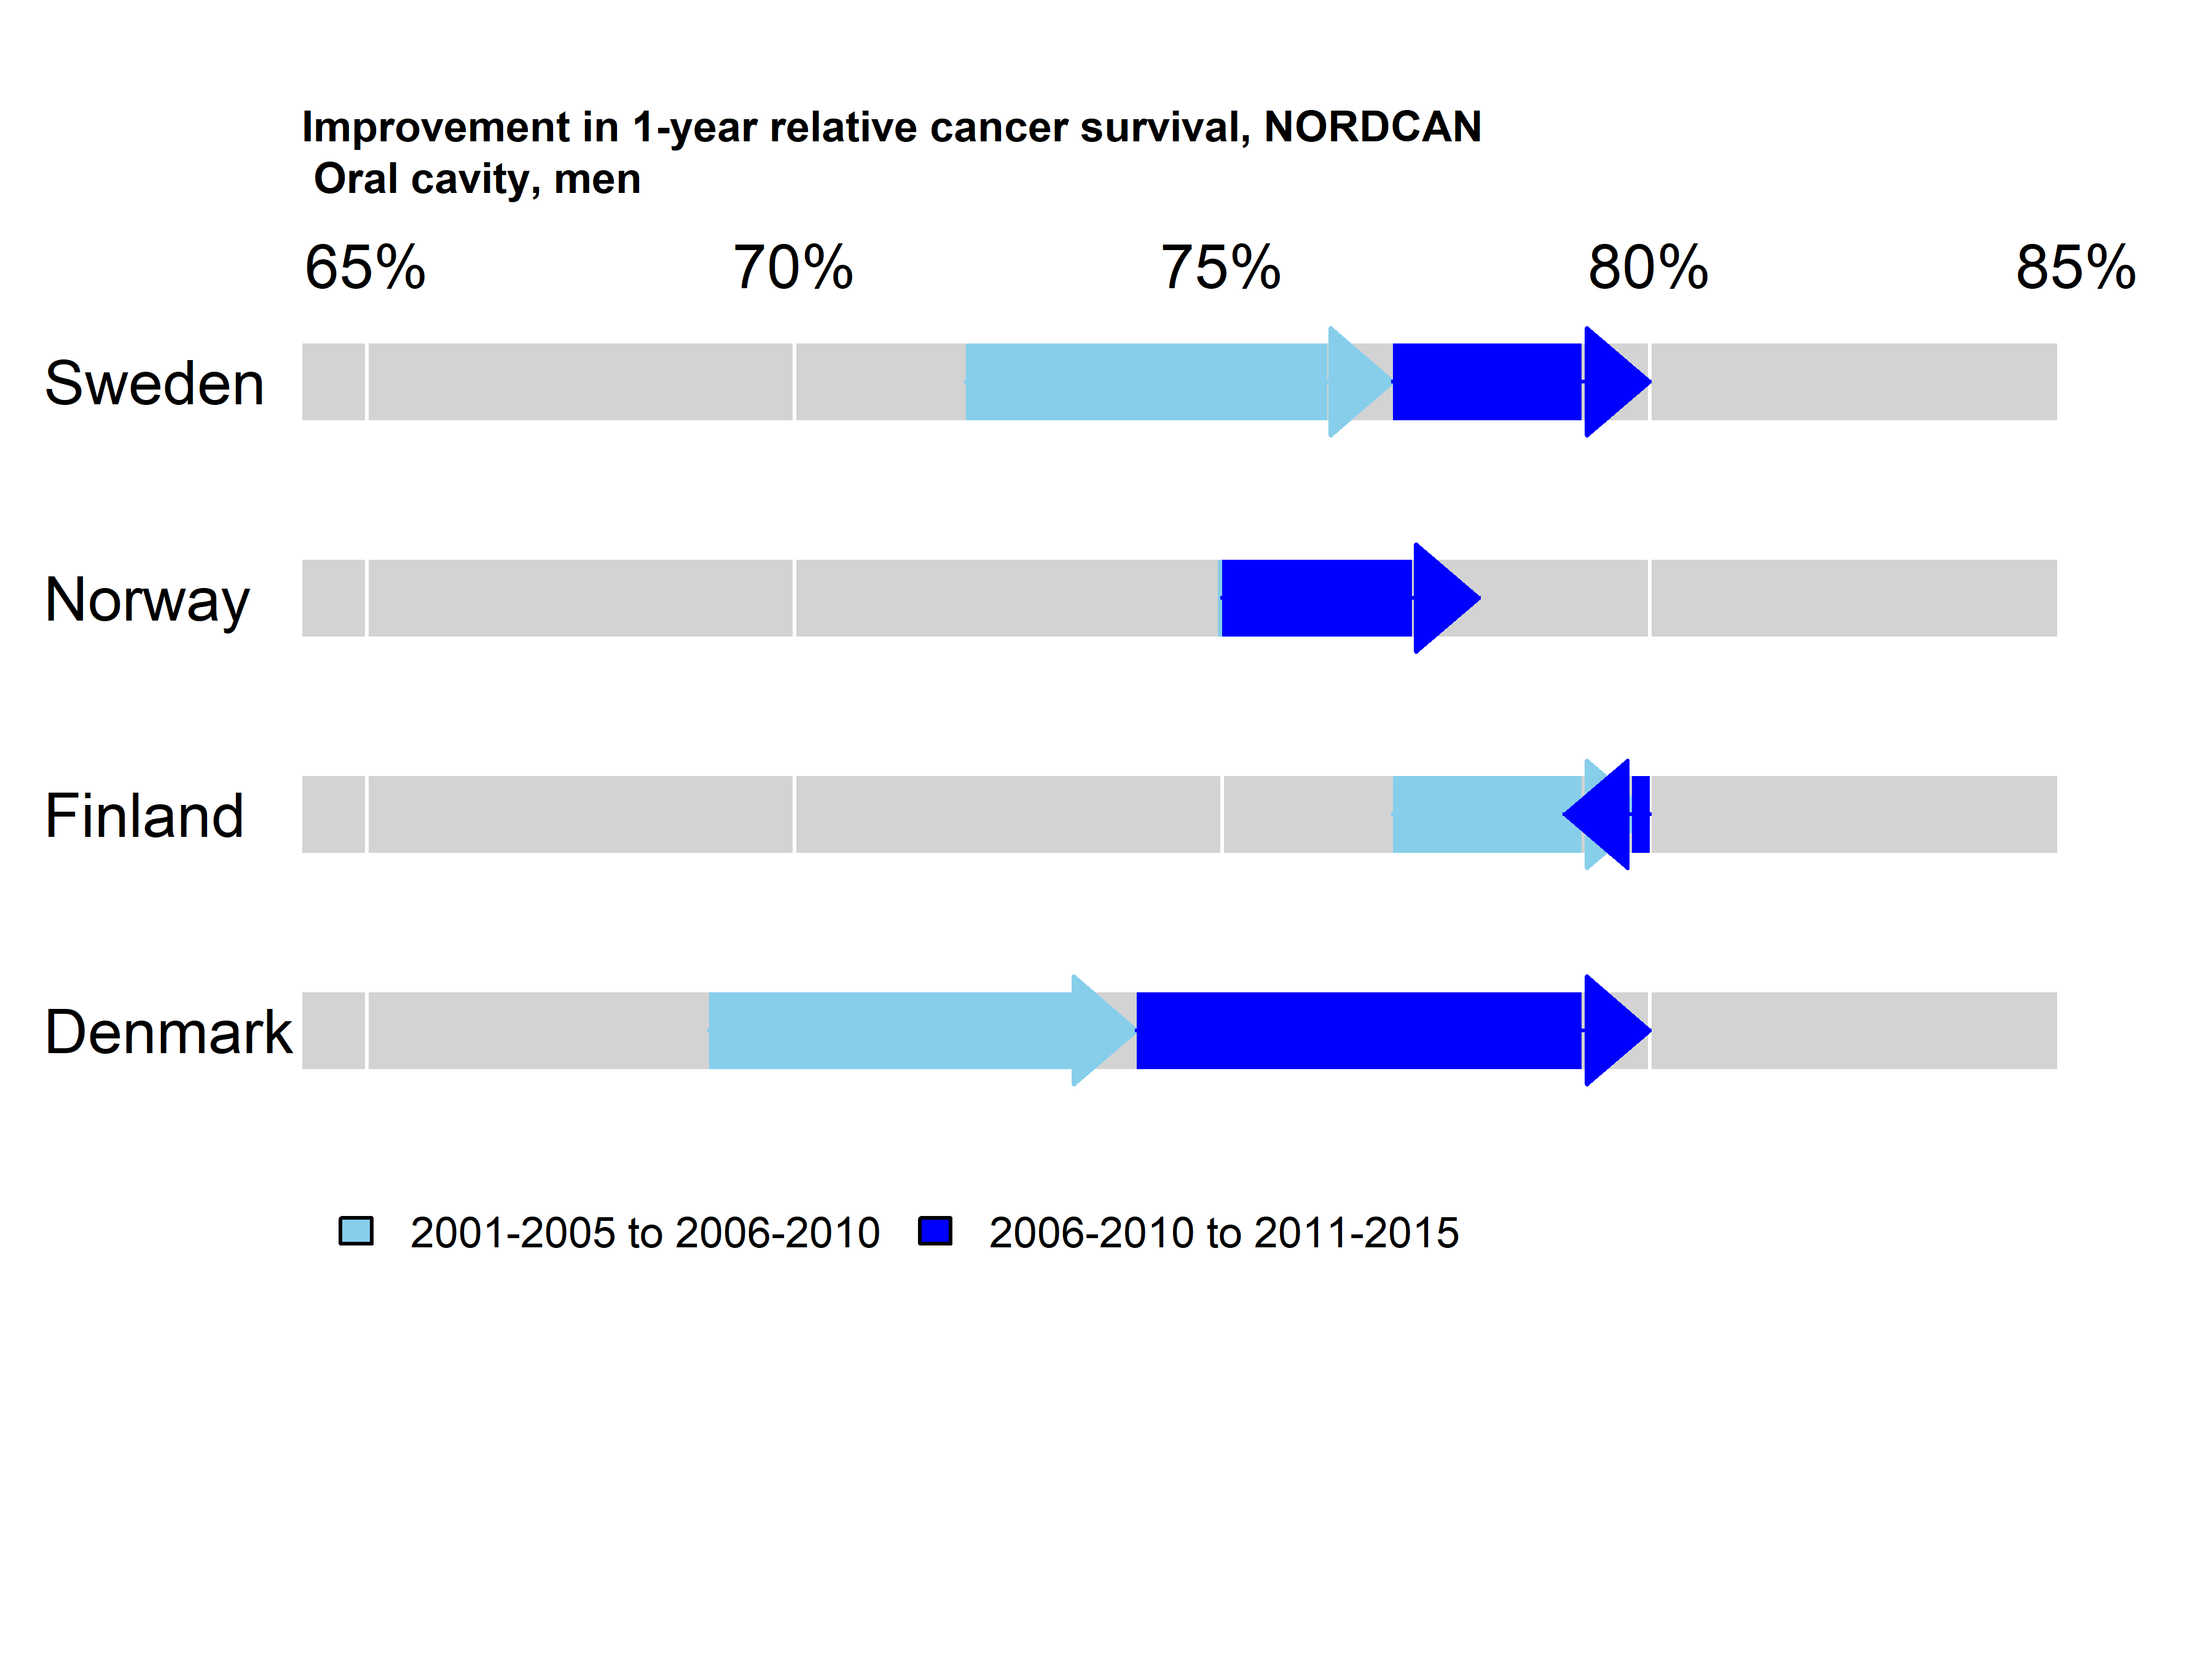 Improvement in 1-year relative cancer survival, NORDCAN
Oral cavity, men
65% 70% 75% 80% 85%
Sweden
Norway
Finland
Denmark
2001-2005 to 2006-2010 2006-2010 to 2011-2015